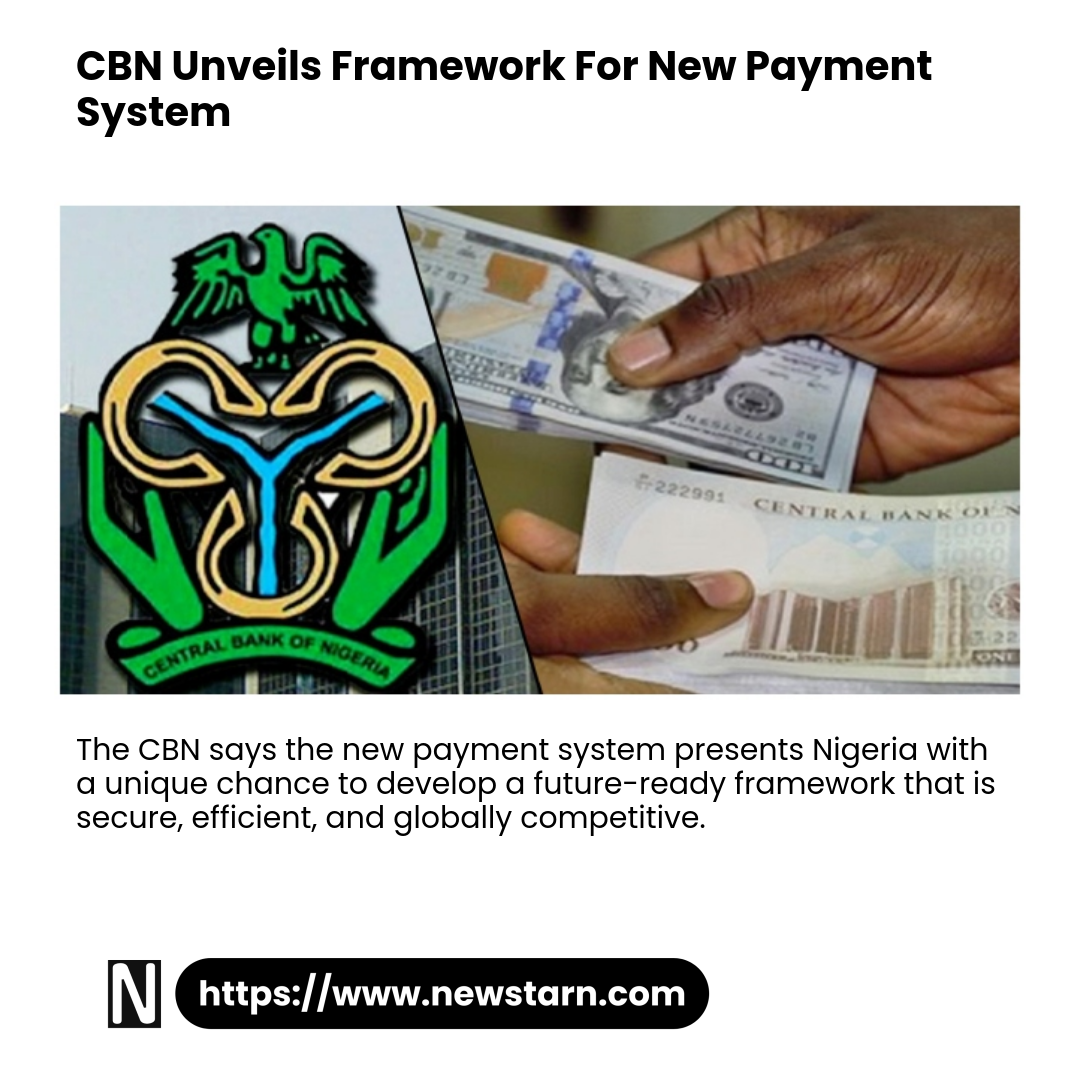 CBN Unveils Framework For New Payment
System
CENTRAL BANK OF NIGERIA
222991
CENTRAL BANK OF N
The CBN says the new payment system presents Nigeria with
a unique chance to develop a future-ready framework that is
secure, efficient, and globally competitive.
N
https://www.newstarn.com